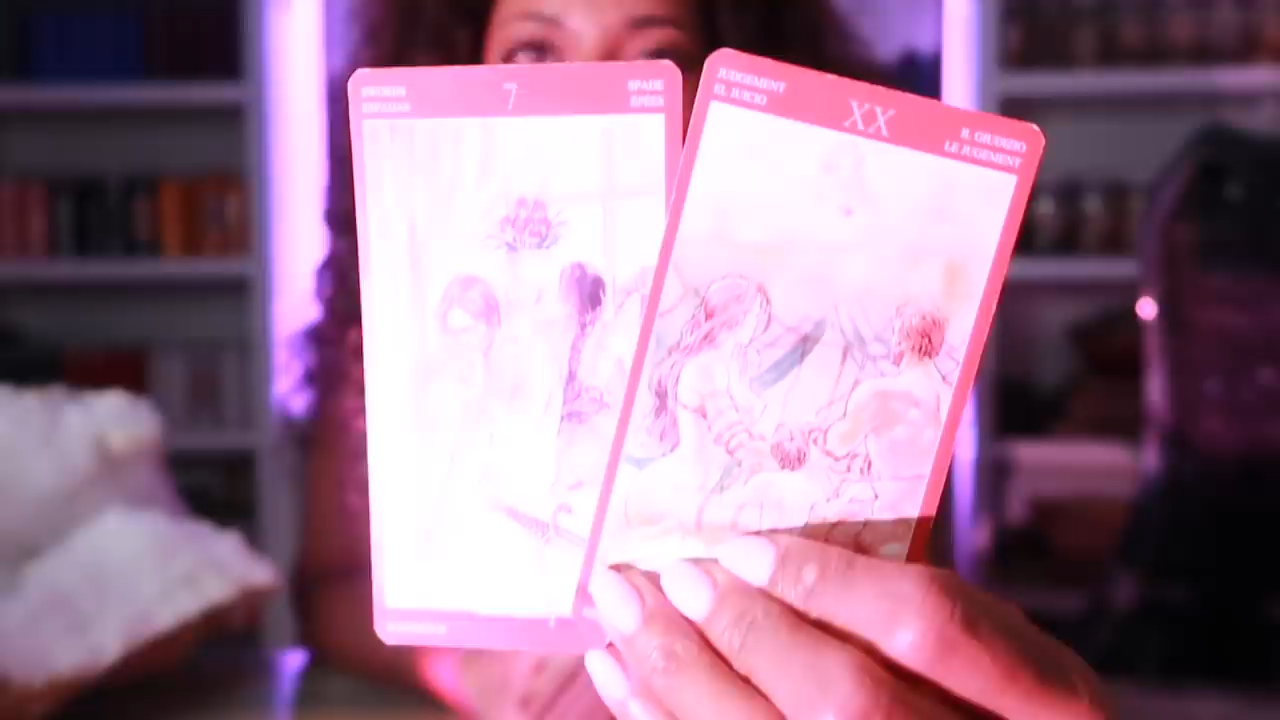 SWORDS
ESPADAS
7
SPADE
ÉPÉES
JUDGEMENT
EL JUICIO
XX
IL GIUDIZIO
LE JUGEMENT